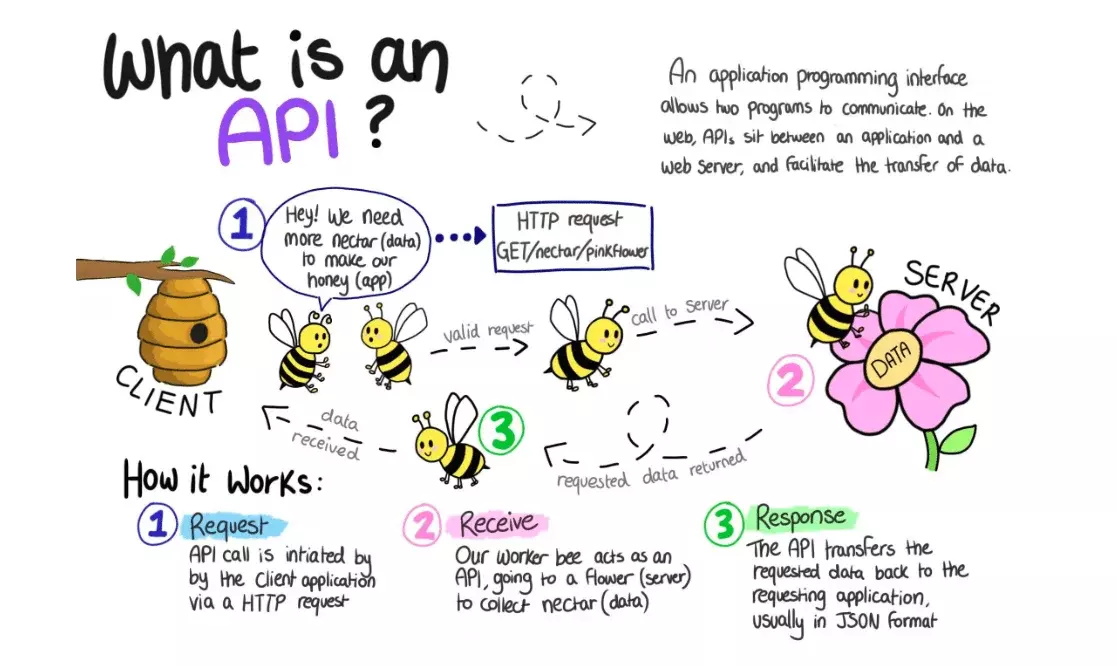 What is an
API?
An application programming interface
allows two programs to communicate. On the
web, APIs sit between an application and a
web server, and facilitate the transfer of data.
1
Hey! We need
more nectar (data)
to make our
honey (app)
HTTP request
GET/nectar/pinkflower
CLIENT
valid request
call to server
SERVER
DATA
2
3
data
received
requested data returned
How it works:
1 Request
API call is intiated by
by the client application
via a HTTP request
2 Receive
Our worker bee acts as an
API, going to a flower (server)
to collect nectar (data)
3 Response
The API transfers the
requested data back to the
requesting application,
usually in JSON format